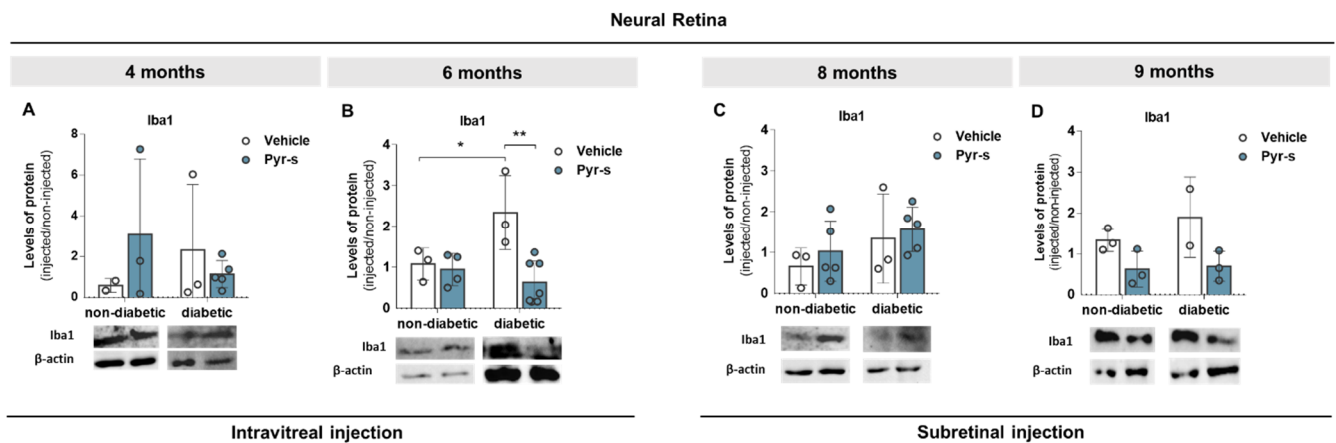 Neural Retina
4 months
6 months
8 months
9 months
A
Iba1
Levels of protein
(injected/non-injected)
8
6
4
2
0
Vehicle
Pyr-s
non-diabetic
diabetic
Iba1
β-actin
B
Iba1
Levels of protein
(injected/non-injected)
4
3
2
1
0
*
**
Vehicle
Pyr-s
non-diabetic
diabetic
Iba1
β-actin
C
Iba1
Levels of protein
(injected/non-injected)
4
3
2
1
0
Vehicle
Pyr-s
non-diabetic
diabetic
Iba1
β-actin
D
Iba1
Levels of protein
(injected/non-injected)
4
3
2
1
0
Vehicle
Pyr-s
non-diabetic
diabetic
Iba1
β-actin
Intravitreal injection
Subretinal injection